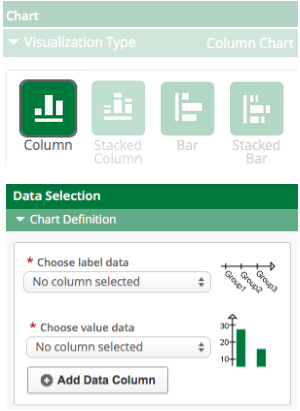 Chart
Visualization Type Column Chart
Column Stacked Column Bar Stacked Bar
Data Selection
Chart Definition
* Choose label data
No column selected
Group1 Group2 Group3
* Choose value data
No column selected
30
20
10
Add Data Column